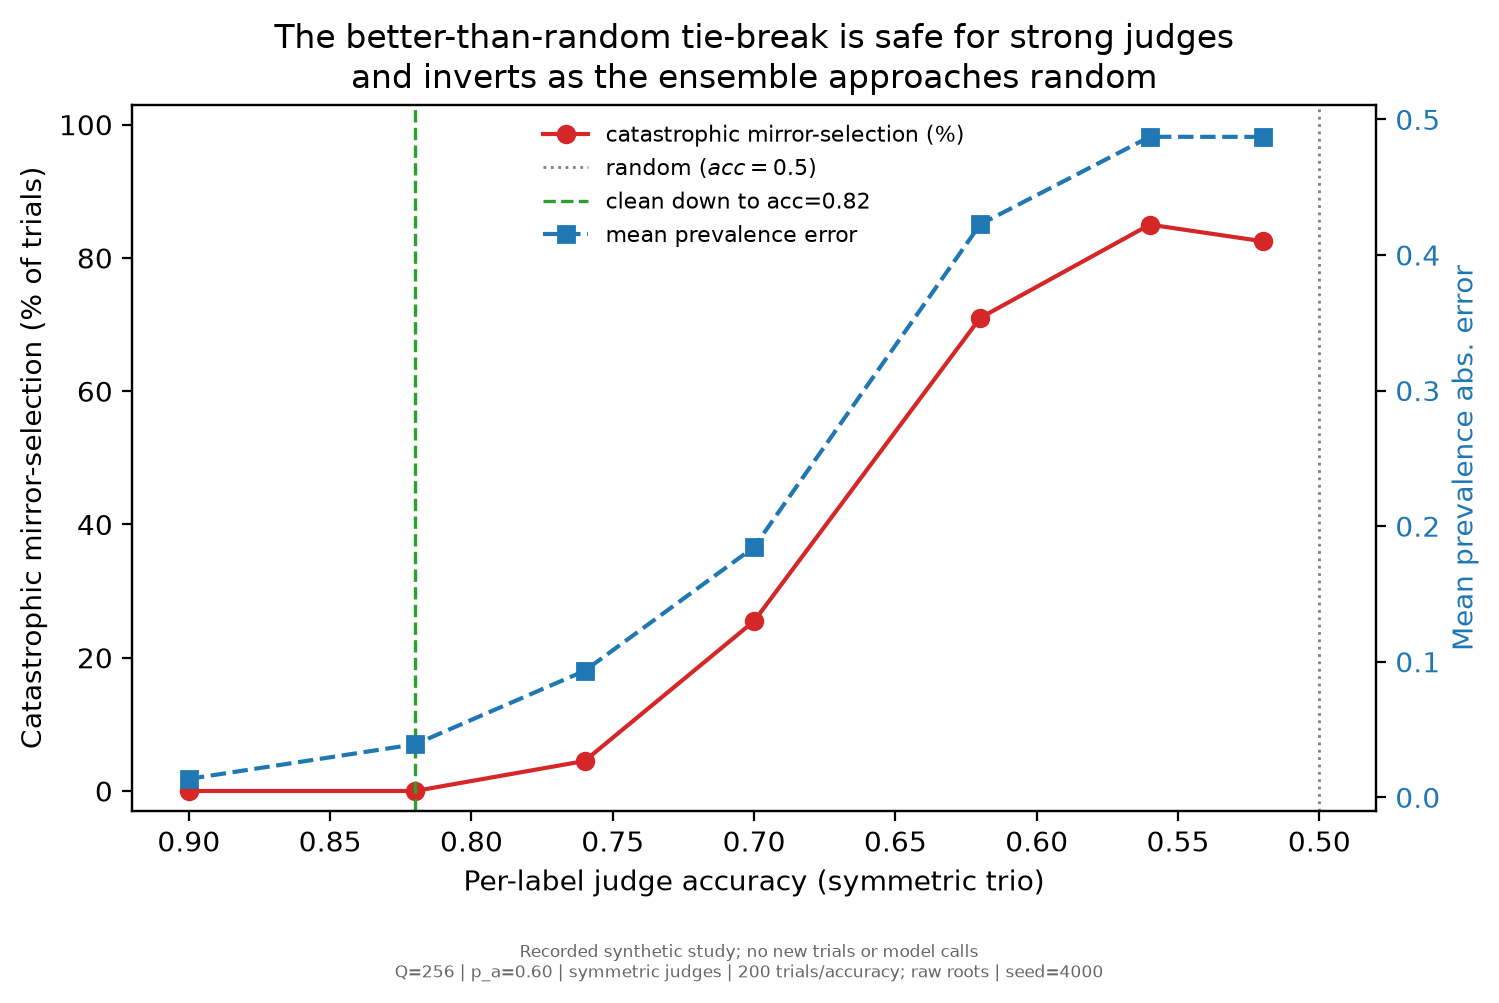 The better-than-random tie-break is safe for strong judges
and inverts as the ensemble approaches random
catastrophic mirror-selection (%)
random (acc = 0.5)
clean down to acc=0.82
mean prevalence error
Catastrophic mirror-selection (% of trials)
100
80
60
40
20
0
0.5
0.4
0.3
0.2
0.1
0.0
Mean prevalence abs. error
0.90 0.85 0.80 0.75 0.70 0.65 0.60 0.55 0.50
Per-label judge accuracy (symmetric trio)
Recorded synthetic study; no new trials or model calls
Q=256 | p_a=0.60 | symmetric judges | 200 trials/accuracy; raw roots | seed=4000